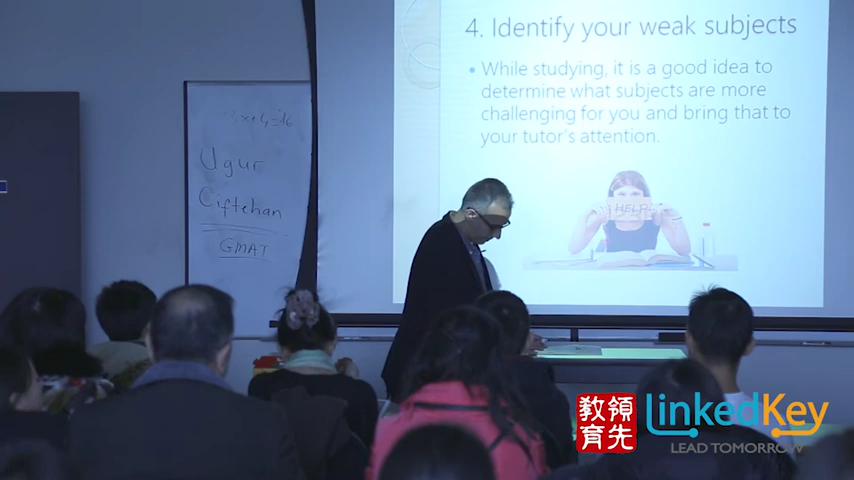 4. Identify your weak subjects
• While studying, it is a good idea to
determine what subjects are more
challenging for you and bring that to
your tutor's attention.
HELP!
Ugur
Ciftehan
GMAT
領先
教育
LinkedKey
LEAD TOMORROW